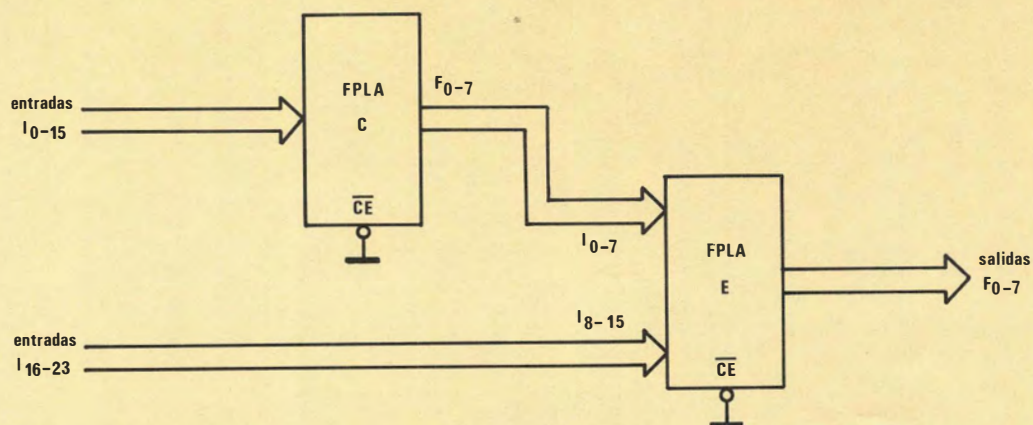 entradas
I0–15
FPLA
C
CE
F0–7
I0–7
FPLA
E
CE
salidas
F0–7
I8–15
entradas
I16–23